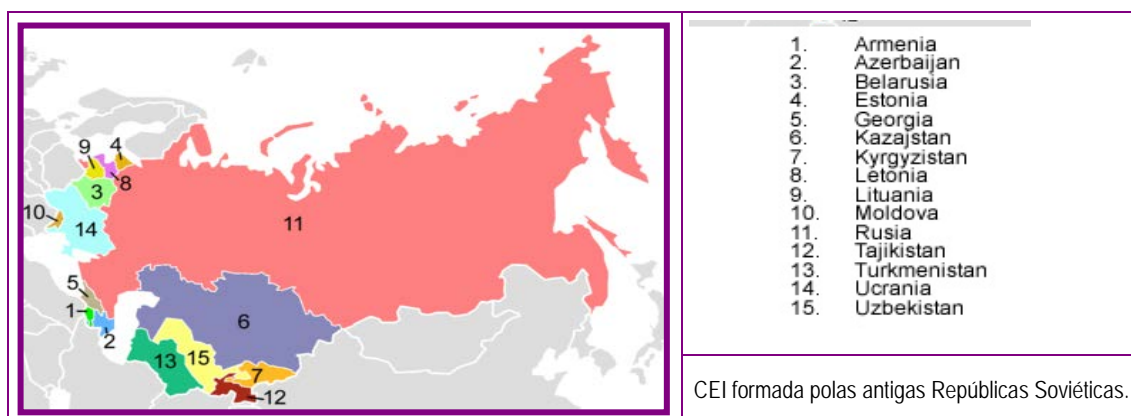 9
4
8
3
10
14
11
5
1
2
6
13
15
7
12
1. Armenia
2. Azerbaijan
3. Belarusia
4. Estonia
5. Georgia
6. Kazajstan
7. Kyrgyzistan
8. Letonia
9. Lituania
10. Moldova
11. Rusia
12. Tajikistan
13. Turkmenistan
14. Ucrania
15. Uzbekistan
CEI formada polas antigas Repúblicas Soviéticas.